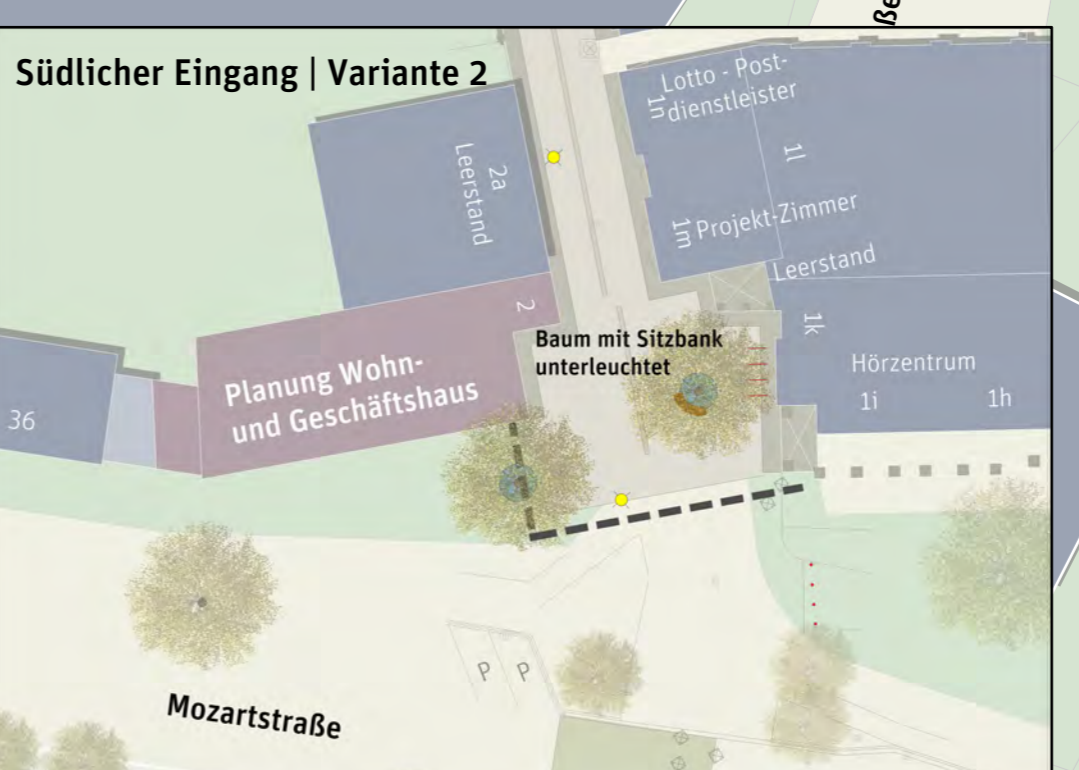 ße
Südlicher Eingang | Variante 2
Lotto - Post-
dienstleister
1n
1l
2a
Leerstand
1m
Projekt-Zimmer
Leerstand
2
1k
Baum mit Sitzbank
unterleuchtet
Planung Wohn-
und Geschäftshaus
Hörzentrum
1i
1h
36
P
P
Mozartstraße